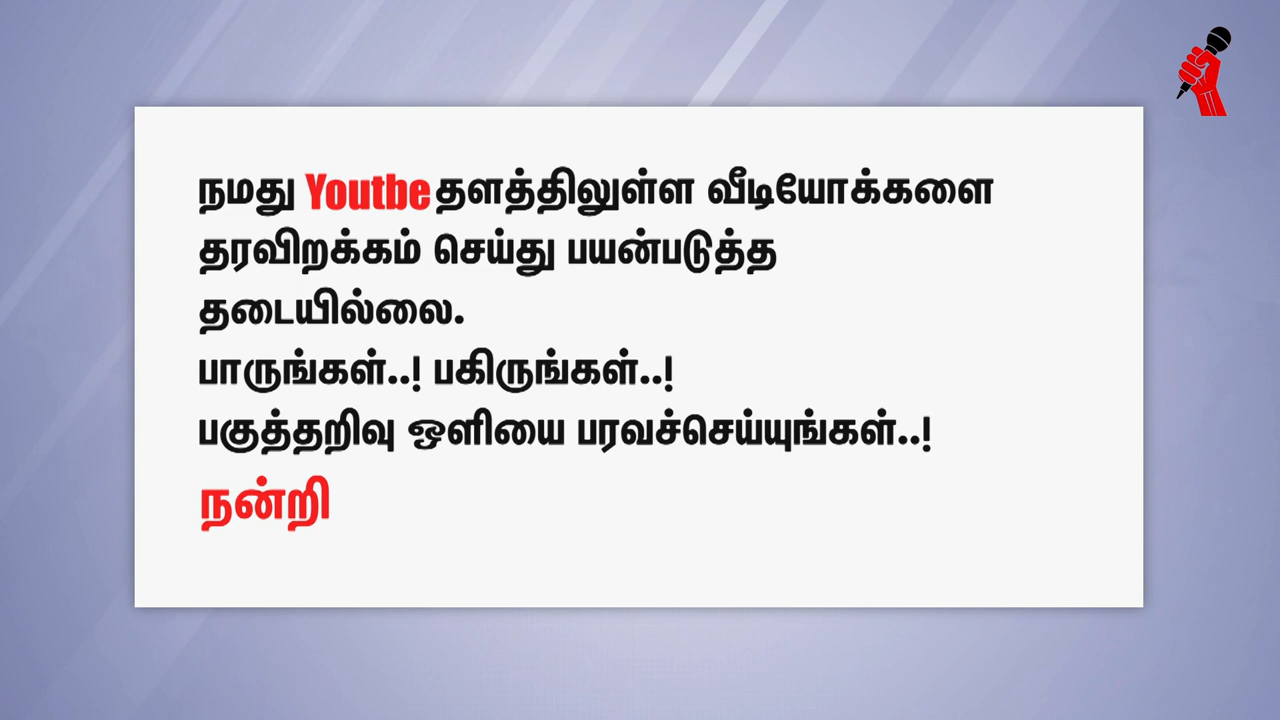 நமது Youtbe தளத்திலுள்ள வீடியோக்களை
தரவிறக்கம் செய்து பயன்படுத்த
தடையில்லை.
பாருங்கள்..! பகிருங்கள்..!
பகுத்தறிவு ஒளியை பரவச்செய்யுங்கள்..!
நன்றி